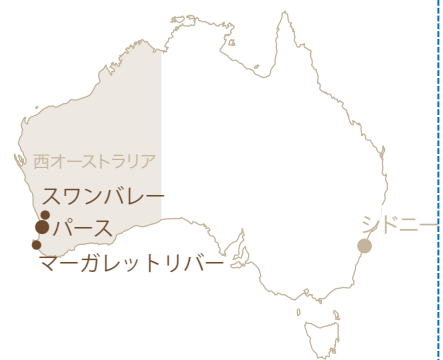 西オーストラリア
スワンバレー
パース
シドニー
マーガレットリバー